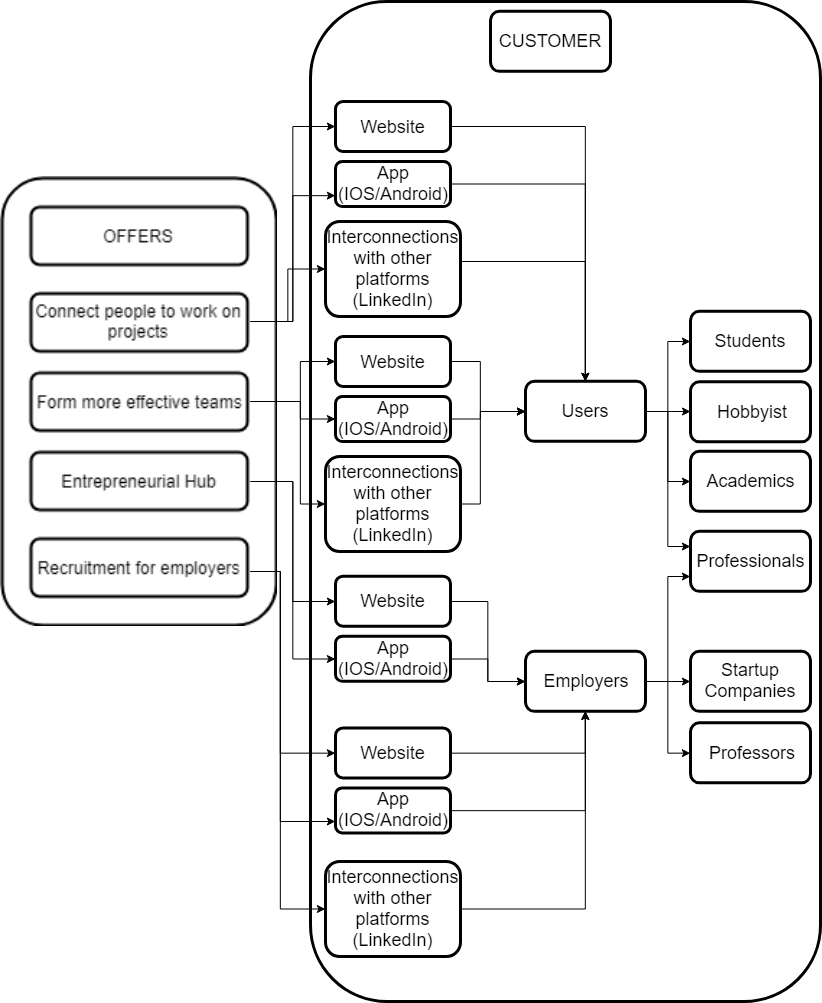 CUSTOMER
OFFERS
Connect people to work on
projects
Form more effective teams
Entrepreneurial Hub
Recruitment for employers
Website
App
(IOS/Android)
Interconnections
with other
platforms
(LinkedIn)
Website
App
(IOS/Android)
Interconnections
with other
platforms
(LinkedIn)
Website
App
(IOS/Android)
Website
App
(IOS/Android)
Interconnections
with other
platforms
(LinkedIn)
Users
Employers
Students
Hobbyist
Academics
Professionals
Startup
Companies
Professors